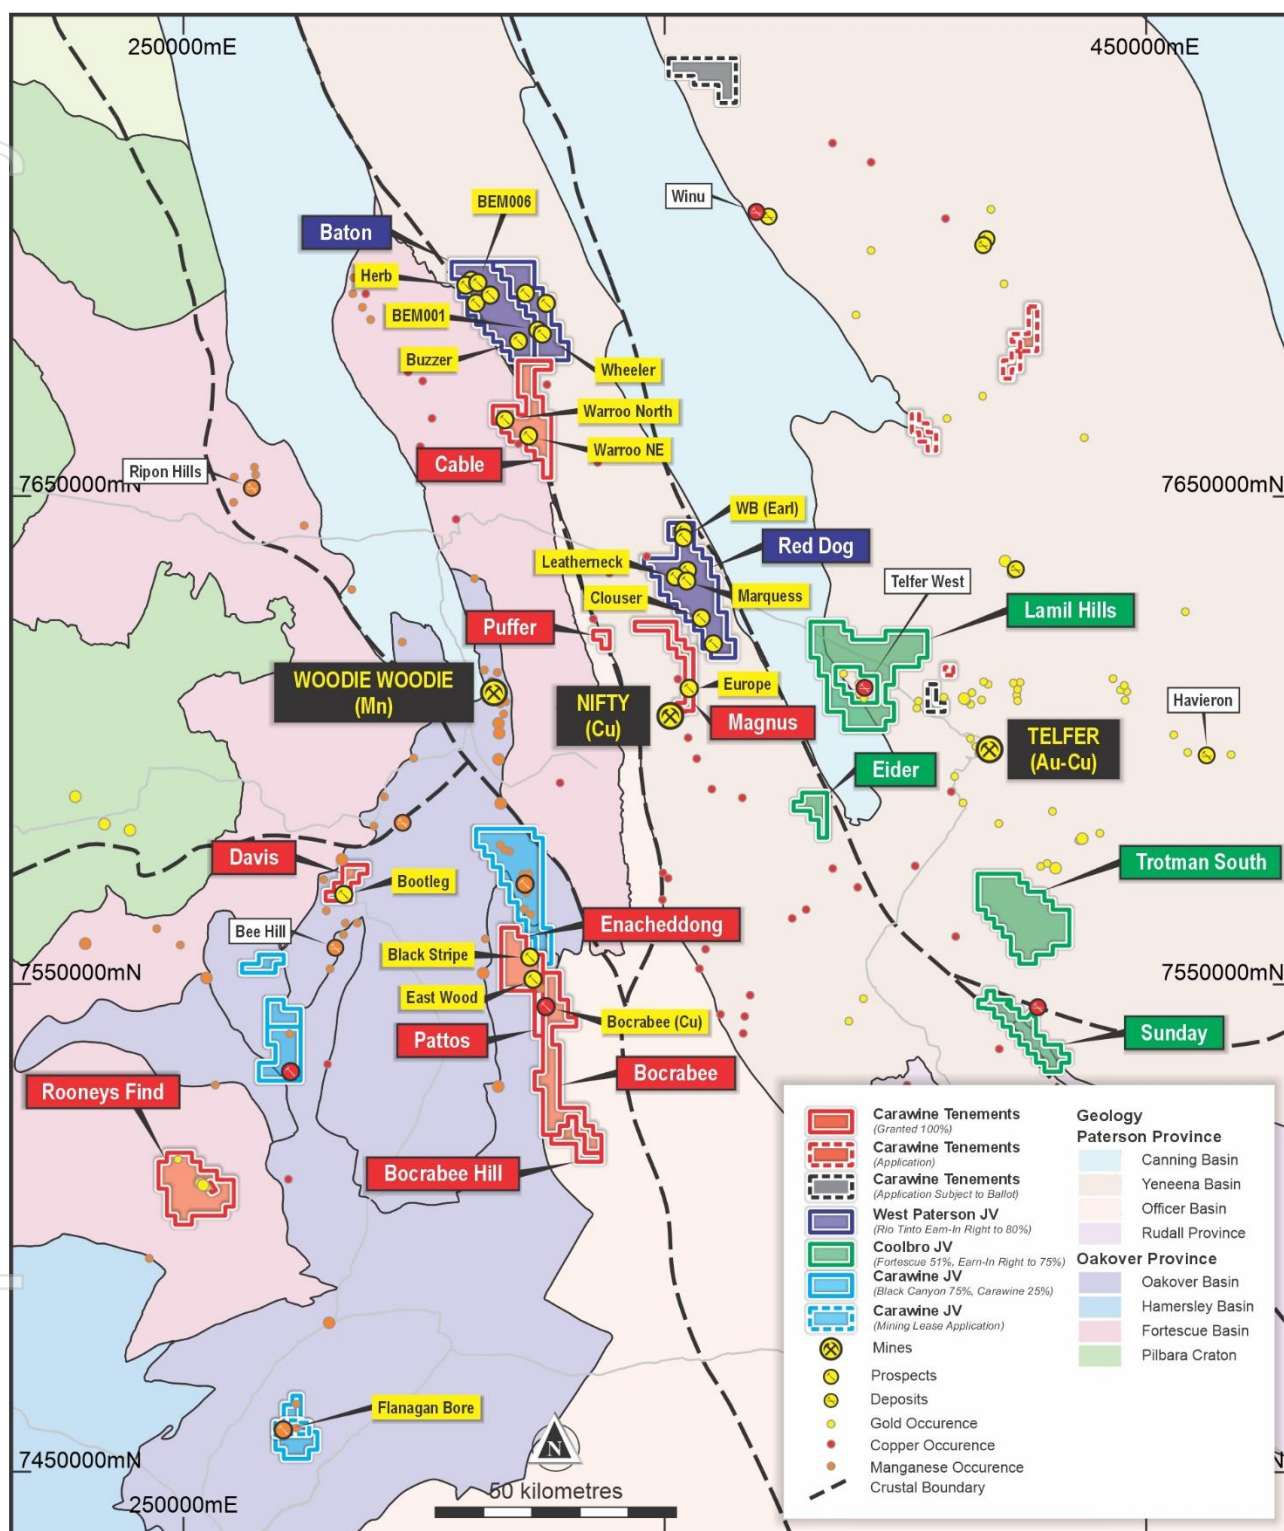 250000mE
450000mE
Winu
BEM006
Baton
Herb
BEM001
Buzzer
Wheeler
Warroo North
Warroo NE
Cable
Ripon Hills
7650000mN
7650000mN
WB (Earl)
Red Dog
Leatherneck
Marquess
Clouser
Telfer West
Lamil Hills
Puffer
WOODIE WOODIE
(Mn)
NIFTY
(Cu)
Europe
Magnus
Havieron
TELFER
(Au-Cu)
Eider
Davis
Bootleg
Trotman South
Enacheddong
Bee Hill
Black Stripe
7550000mN
7550000mN
East Wood
Bocrabee (Cu)
Pattos
Sunday
Bocrabee
Rooneys Find
Bocrabee Hill
Flanagan Bore
7450000mN
250000mE
N
50 kilometres
Carawine Tenements
(Granted 100%)
Carawine Tenements
(Application)
Carawine Tenements
(Application Subject to Ballot)
West Paterson JV
(Rio Tinto Earn-In Right to 80%)
Coolbro JV
(Fortescue 51%, Earn-In Right to 75%)
Carawine JV
(Black Canyon 75%, Carawine 25%)
Carawine JV
(Mining Lease Application)
Mines
Prospects
Deposits
Gold Occurence
Copper Occurence
Manganese Occurence
Crustal Boundary
Geology
Paterson Province
Canning Basin
Yeneena Basin
Officer Basin
Rudall Province
Oakover Province
Oakover Basin
Hamersley Basin
Fortescue Basin
Pilbara Craton